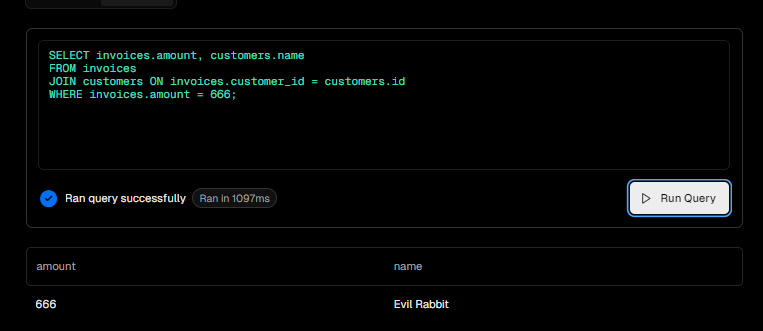 SELECT invoices.amount, customers.name
FROM invoices
JOIN customers ON invoices.customer_id = customers.id
WHERE invoices.amount = 666;
Ran query successfully Ran in 1097ms Run Query
amount name
666 Evil Rabbit